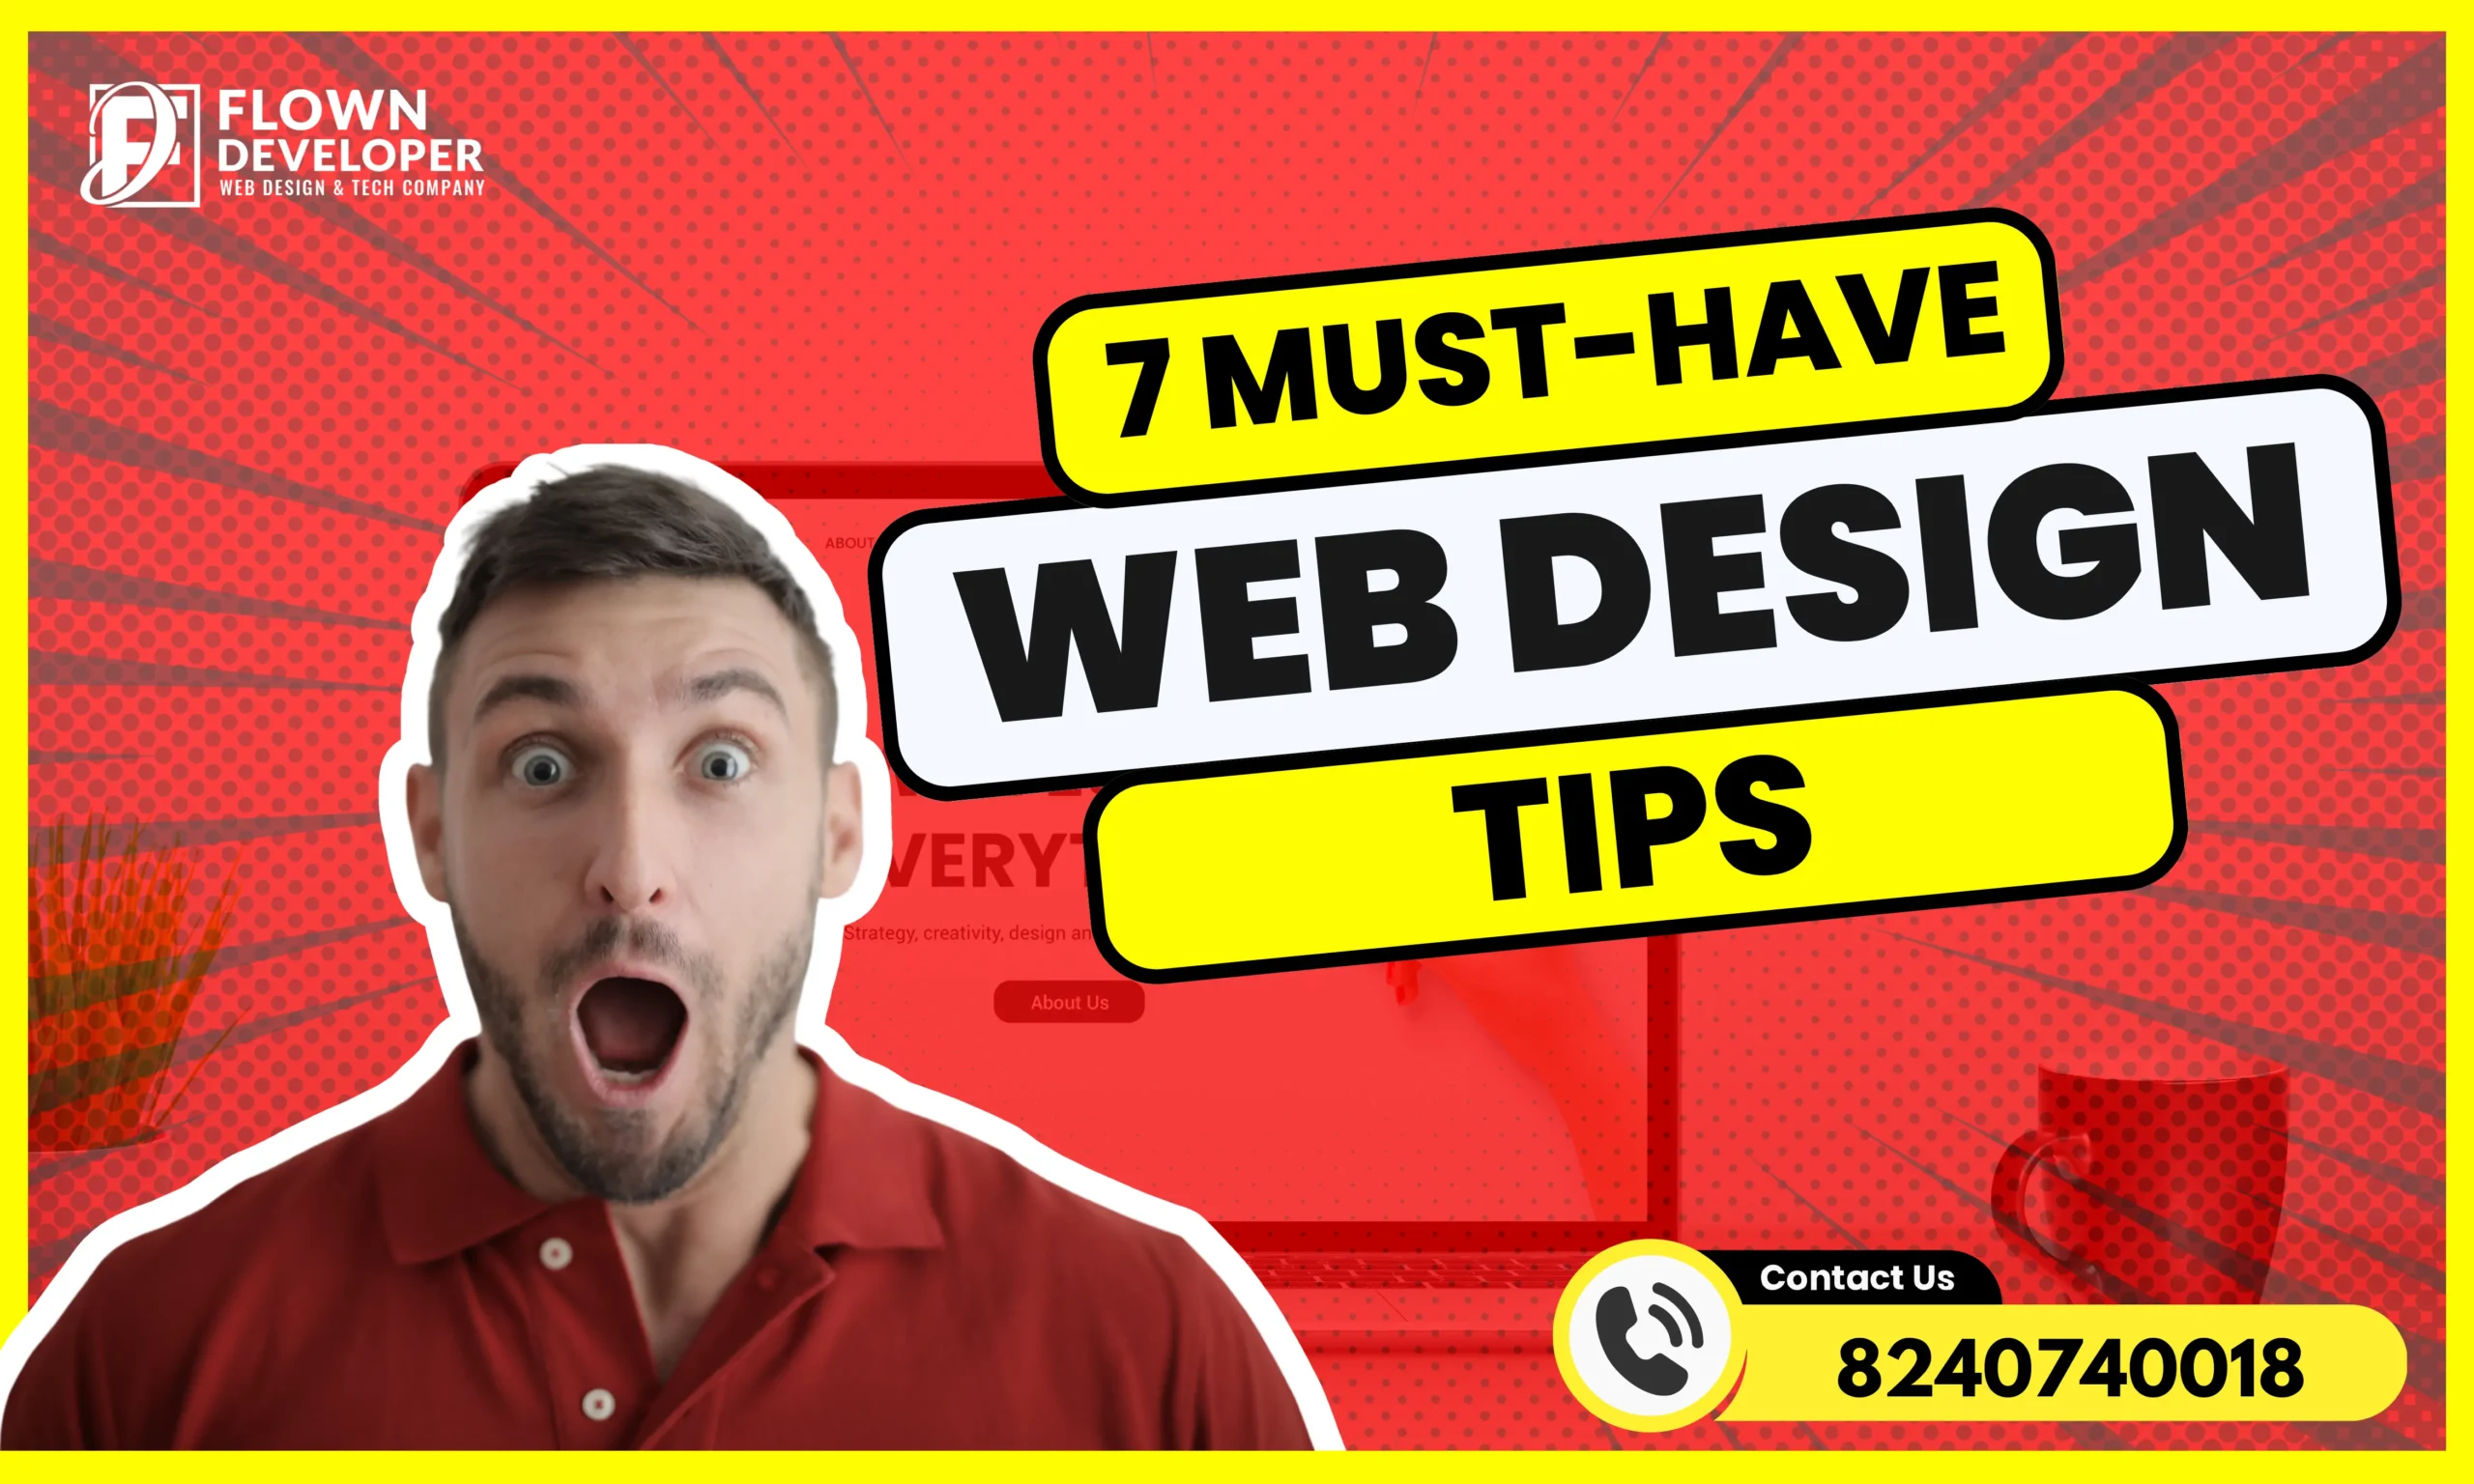 FLOWN
DEVELOPER
WEB DESIGN & TECH COMPANY
7 MUST-HAVE
WEB DESIGN
TIPS
ABOUT
VERYT
Strategy, creativity, design an
About Us
Contact Us
8240740018